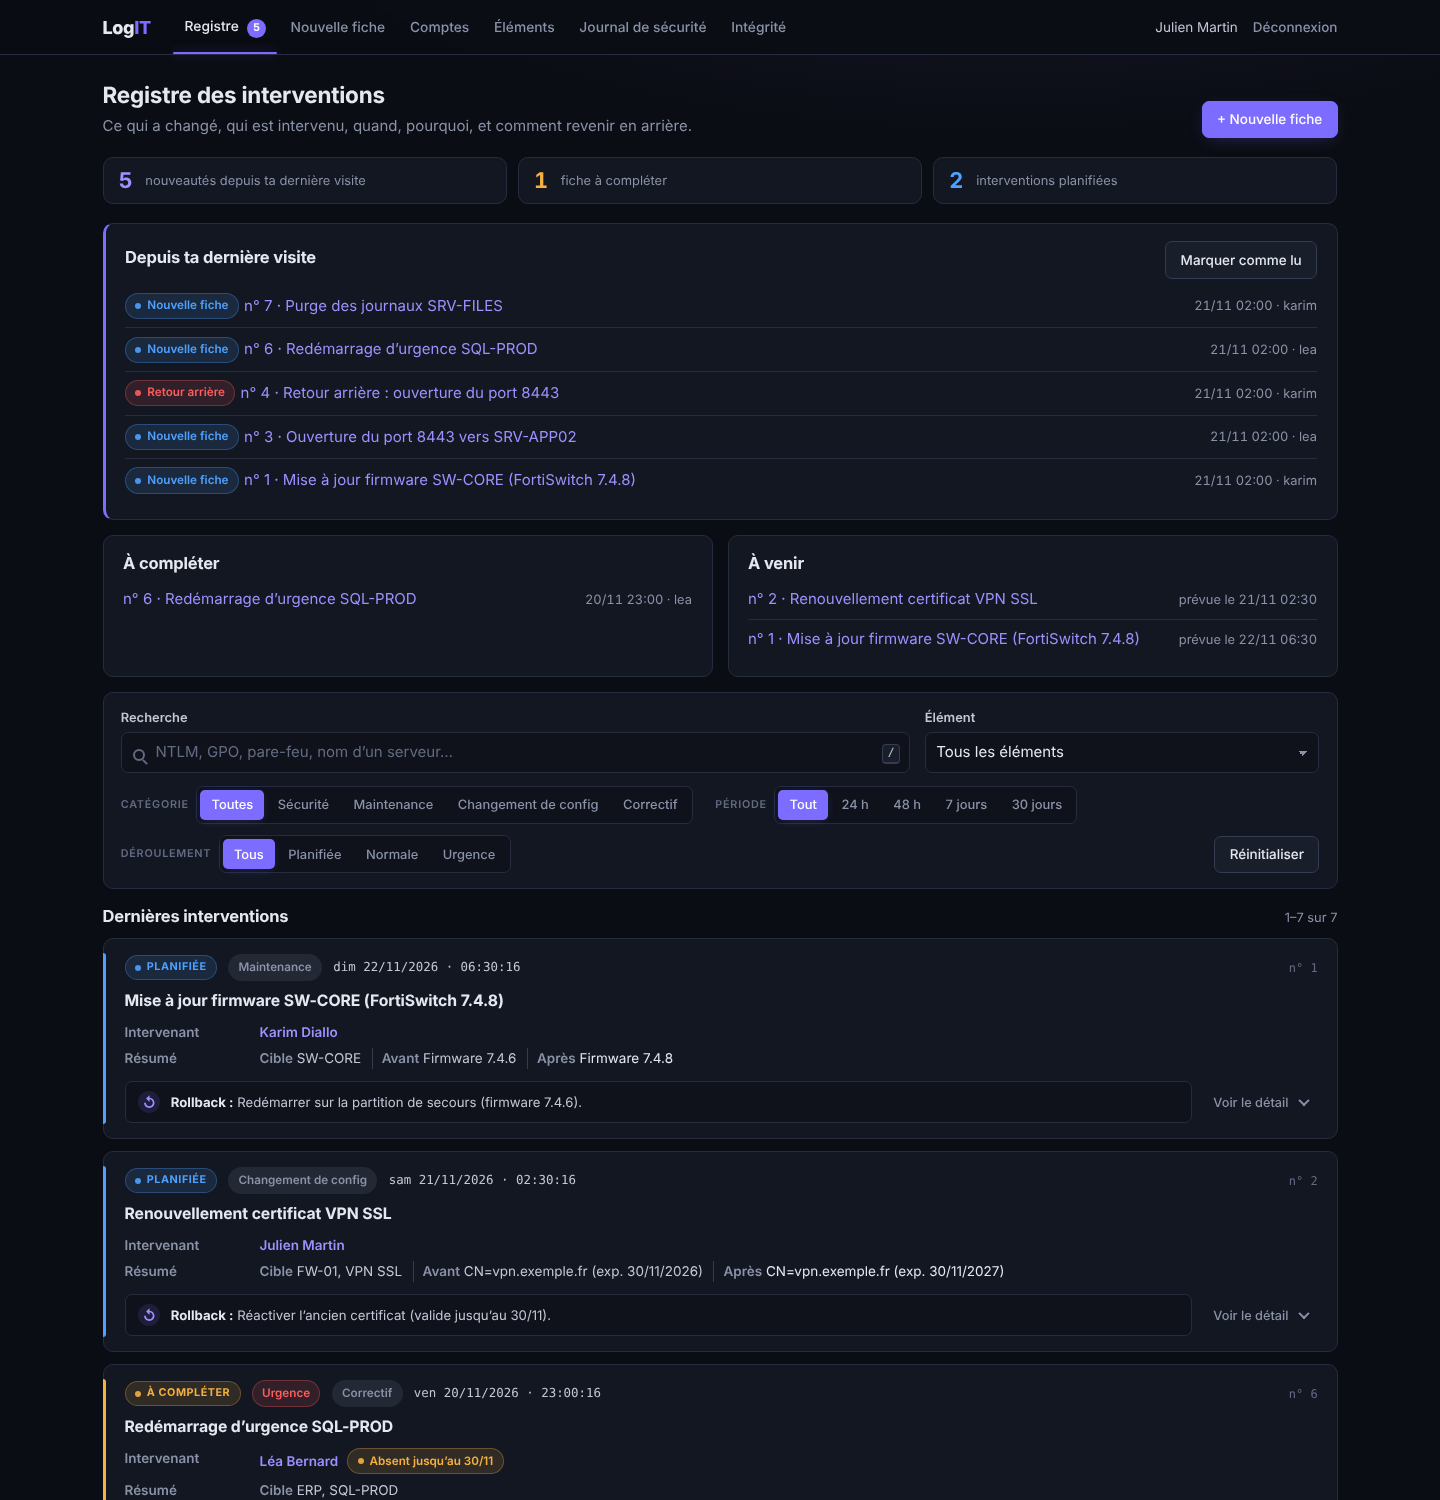 LogIT Registre 5 Nouvelle fiche Comptes Éléments Journal de sécurité Intégrité Julien Martin Déconnexion
Registre des interventions
Ce qui a changé, qui est intervenu, quand, pourquoi, et comment revenir en arrière.
+ Nouvelle fiche
5 nouveautés depuis ta dernière visite
1 fiche à compléter
2 interventions planifiées
Depuis ta dernière visite
Marquer comme lu
Nouvelle fiche n° 7 · Purge des journaux SRV-FILES 21/11 02:00 · karim
Nouvelle fiche n° 6 · Redémarrage d’urgence SQL-PROD 21/11 02:00 · lea
Retour arrière n° 4 · Retour arrière : ouverture du port 8443 21/11 02:00 · karim
Nouvelle fiche n° 3 · Ouverture du port 8443 vers SRV-APP02 21/11 02:00 · lea
Nouvelle fiche n° 1 · Mise à jour firmware SW-CORE (FortiSwitch 7.4.8) 21/11 02:00 · karim
À compléter
n° 6 · Redémarrage d’urgence SQL-PROD 20/11 23:00 · lea
À venir
n° 2 · Renouvellement certificat VPN SSL prévue le 21/11 02:30
n° 1 · Mise à jour firmware SW-CORE (FortiSwitch 7.4.8) prévue le 22/11 06:30
Recherche
NTLM, GPO, pare-feu, nom d’un serveur… /
Élément
Tous les éléments
CATÉGORIE Toutes Sécurité Maintenance Changement de config Correctif
PÉRIODE Tout 24 h 48 h 7 jours 30 jours
DÉROULEMENT Tous Planifiée Normale Urgence
Réinitialiser
Dernières interventions 1–7 sur 7
PLANIFIÉE Maintenance dim 22/11/2026 · 06:30:16 n° 1
Mise à jour firmware SW-CORE (FortiSwitch 7.4.8)
Intervenant Karim Diallo
Résumé Cible SW-CORE Avant Firmware 7.4.6 Après Firmware 7.4.8
Rollback : Redémarrer sur la partition de secours (firmware 7.4.6). Voir le détail
PLANIFIÉE Changement de config sam 21/11/2026 · 02:30:16 n° 2
Renouvellement certificat VPN SSL
Intervenant Julien Martin
Résumé Cible FW-01, VPN SSL Avant CN=vpn.exemple.fr (exp. 30/11/2026) Après CN=vpn.exemple.fr (exp. 30/11/2027)
Rollback : Réactiver l’ancien certificat (valide jusqu’au 30/11). Voir le détail
À COMPLÉTER Urgence Correctif ven 20/11/2026 · 23:00:16 n° 6
Redémarrage d’urgence SQL-PROD
Intervenant Léa Bernard Absent jusqu’au 30/11
Résumé Cible ERP, SQL-PROD